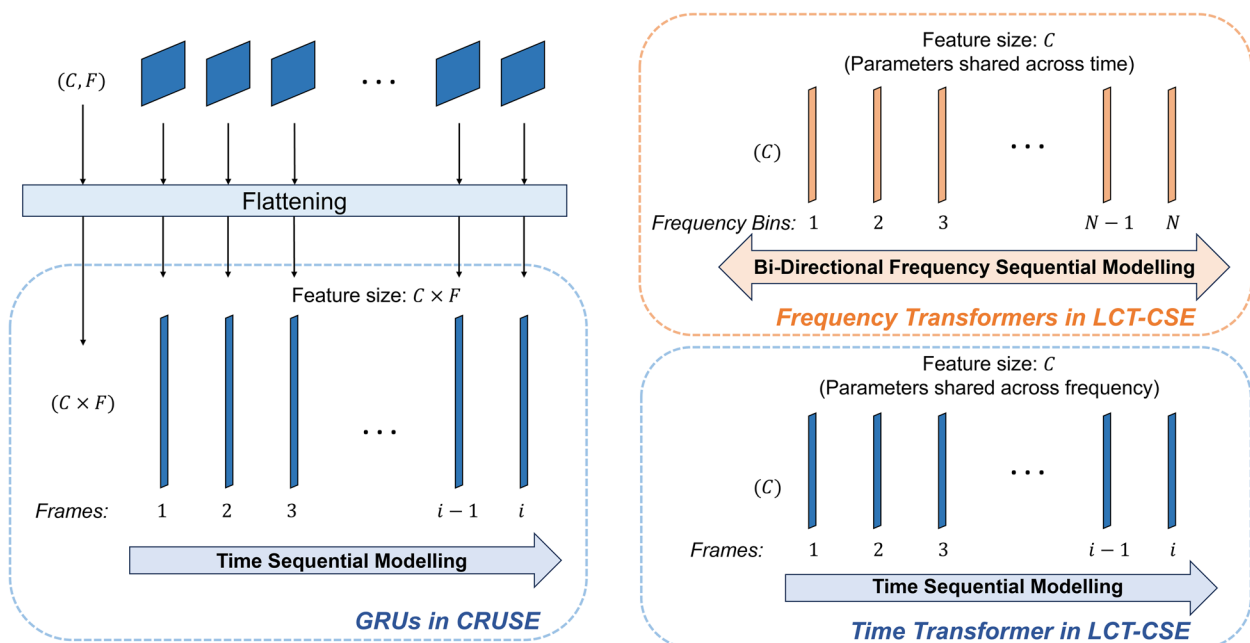 (C, F)
...
Flattening
Feature size: C × F
(C × F)
...
Frames: 1 2 3 i − 1 i
Time Sequential Modelling
GRUs in CRUSE
Feature size: C
(Parameters shared across time)
(C)
...
Frequency Bins: 1 2 3 N − 1 N
Bi-Directional Frequency Sequential Modelling
Frequency Transformers in LCT-CSE
Feature size: C
(Parameters shared across frequency)
(C)
...
Frames: 1 2 3 i − 1 i
Time Sequential Modelling
Time Transformer in LCT-CSE